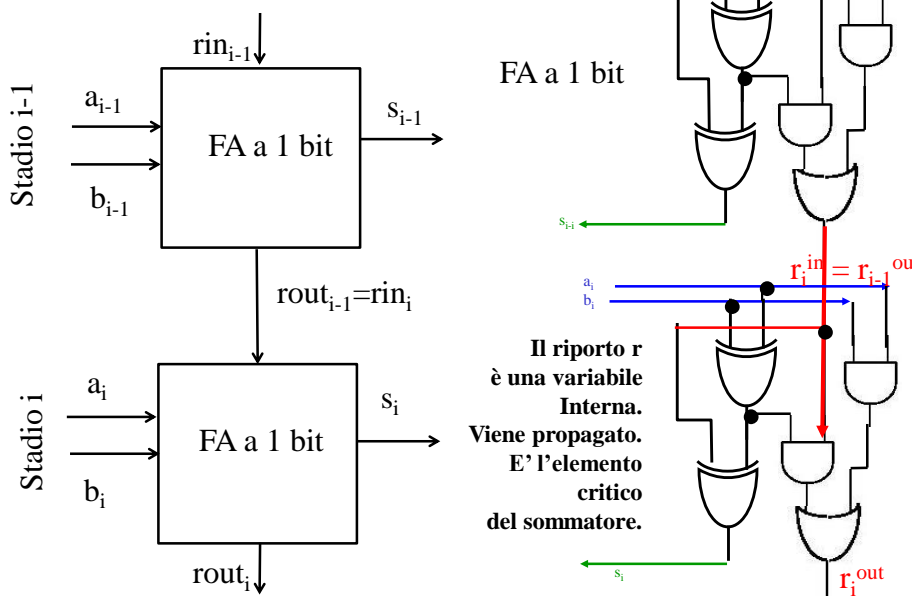 rin_{i-1}
Stadio i-1
a_{i-1}
b_{i-1}
FA a 1 bit
s_{i-1}
rout_{i-1}=rin_i
Stadio i
a_i
b_i
FA a 1 bit
s_i
rout_i
FA a 1 bit
s_{i-i}
r_i^{in} = r_{i-1}^{ou}
a_i
b_i
Il riporto r
è una variabile
Interna.
Viene propagato.
E’ l’elemento
critico
del sommatore.
s_i
r_i^{out}